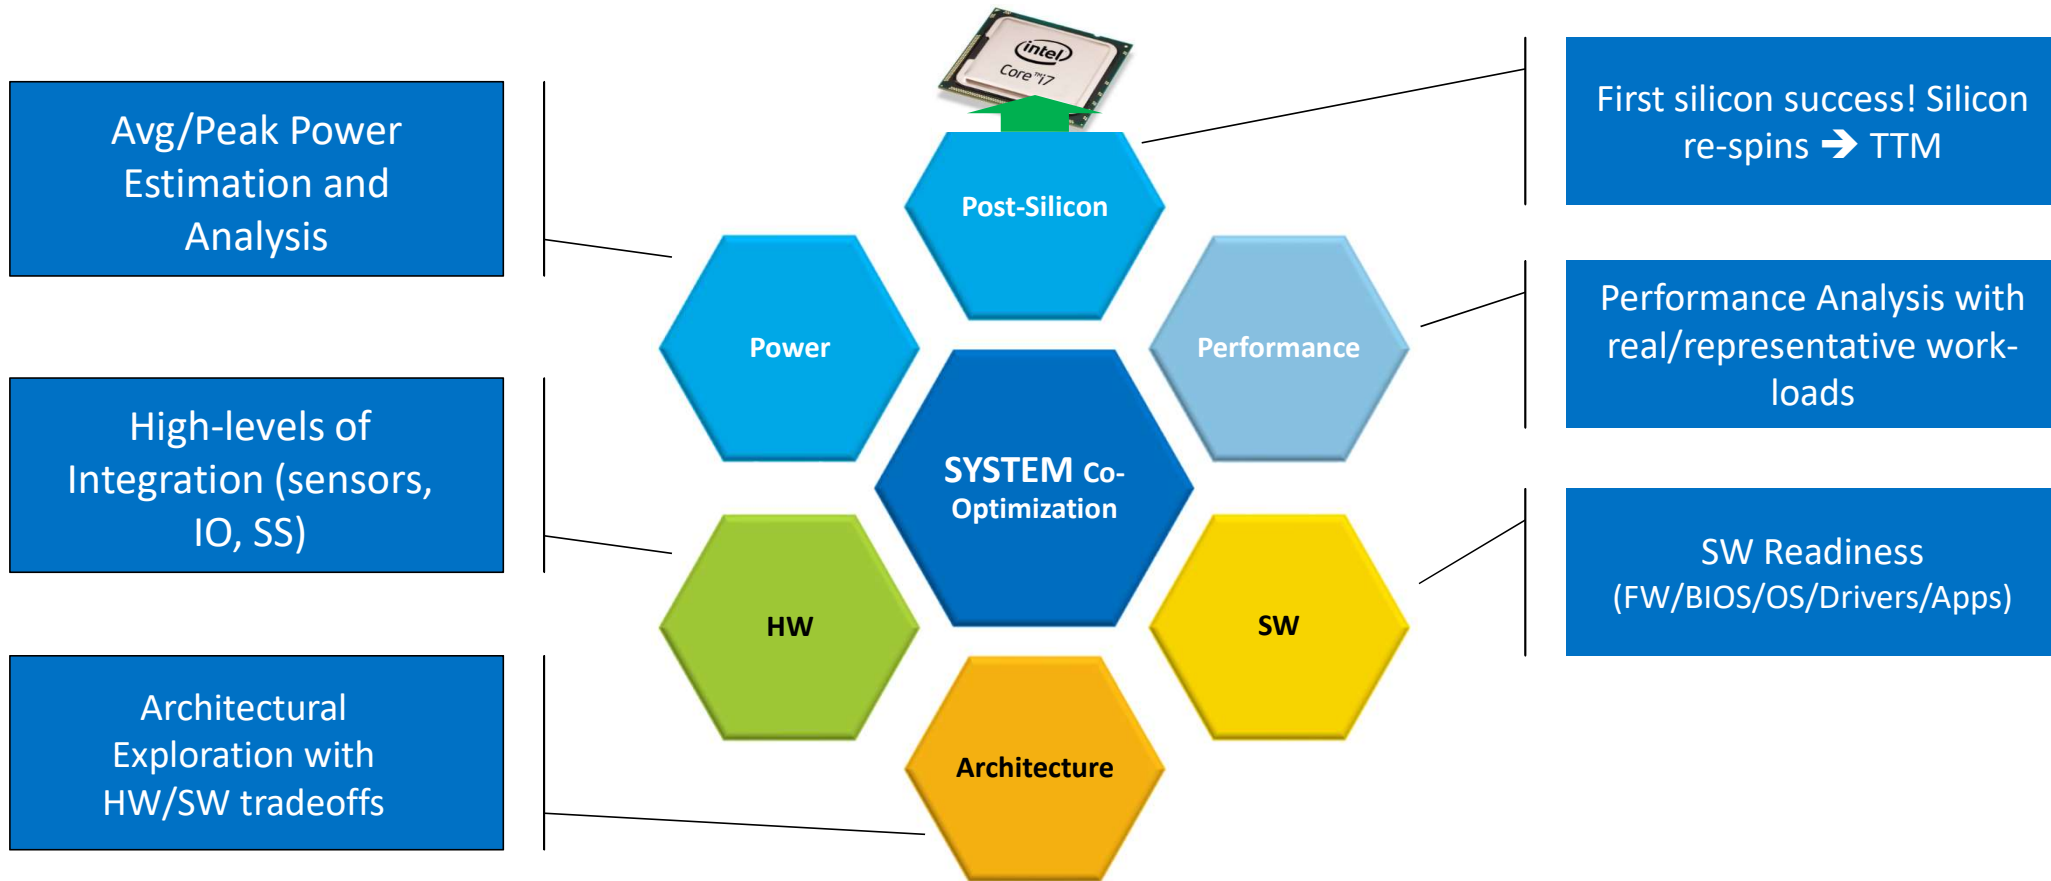 intel
Core™i7
Avg/Peak Power
Estimation and
Analysis
High-levels of
Integration (sensors,
IO, SS)
Architectural
Exploration with
HW/SW tradeoffs
Post-Silicon
Power
Performance
SYSTEM Co-
Optimization
HW
SW
Architecture
First silicon success! Silicon
re-spins ➔ TTM
Performance Analysis with
real/representative work-
loads
SW Readiness
(FW/BIOS/OS/Drivers/Apps)